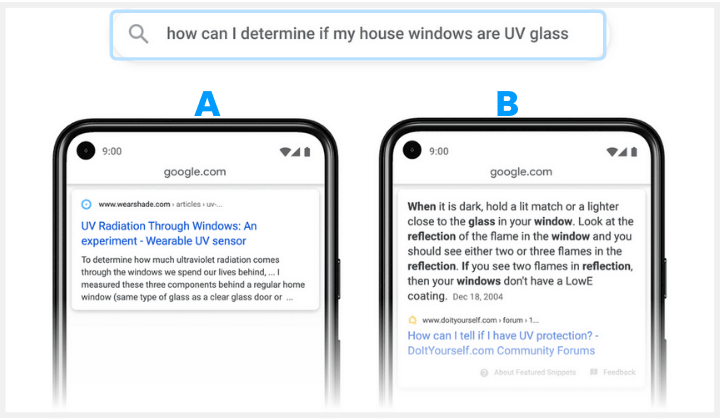 how can I determine if my house windows are UV glass
A
9:00
google.com
www.wearshade.com › articles › uv-...
UV Radiation Through Windows: An
experiment - Wearable UV sensor
To determine how much ultraviolet radiation comes
through the windows we spend our lives behind, ... I
measured these three components behind a regular home
window (same type of glass as a clear glass door or ...
B
9:00
google.com
When it is dark, hold a lit match or a lighter
close to the glass in your window. Look at the
reflection of the flame in the window and you
should see either two or three flames in the
reflection. If you see two flames in reflection,
then your windows don't have a LowE
coating. Dec 18, 2004
www.doityourself.com › forum › 1...
How can I tell if I have UV protection? -
DoItYourself.com Community Forums
About Featured Snippets
Feedback